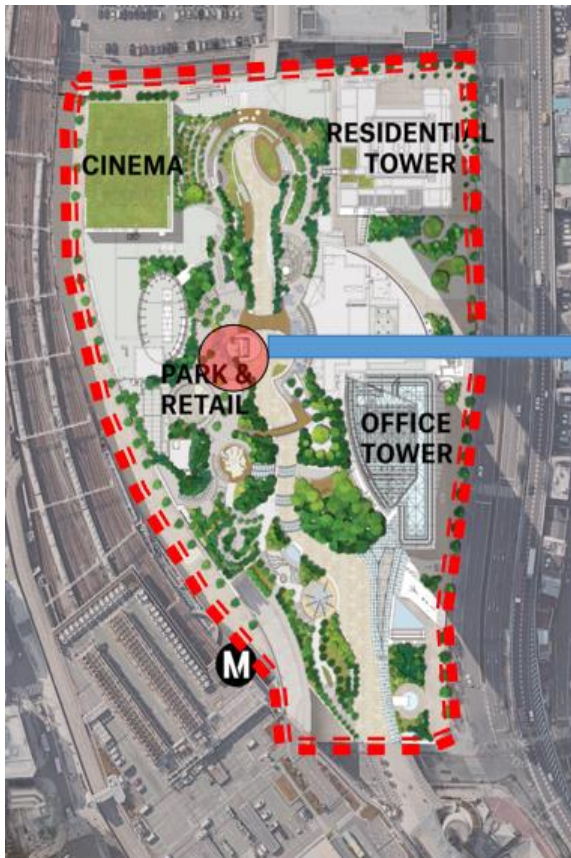 CINEMA
RESIDENTIAL
TOWER
PARK &
RETAIL
OFFICE
TOWER
M